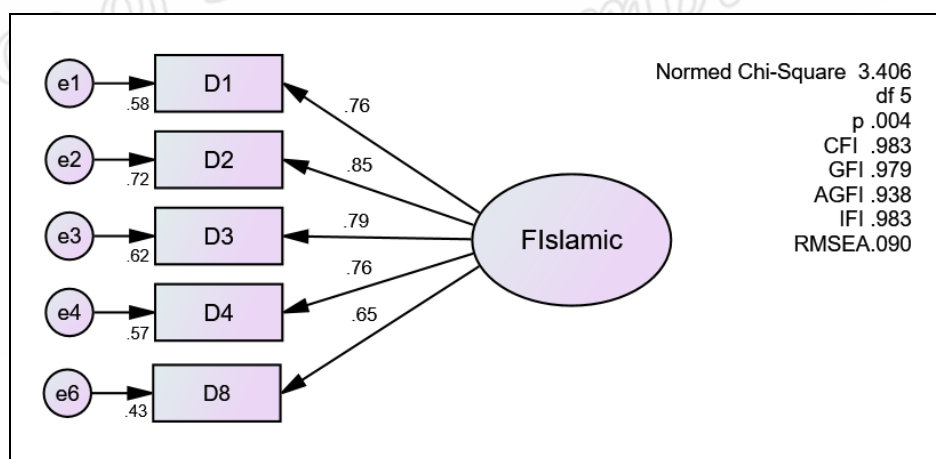 Normed Chi-Square 3.406
df 5
p .004
CFI .983
GFI .979
AGFI .938
IFI .983
RMSEA.090
e1
.58
D1
.76
e2
.72
D2
.85
e3
.62
D3
.79
FIslamic
e4
.57
D4
.76
e6
.43
D8
.65